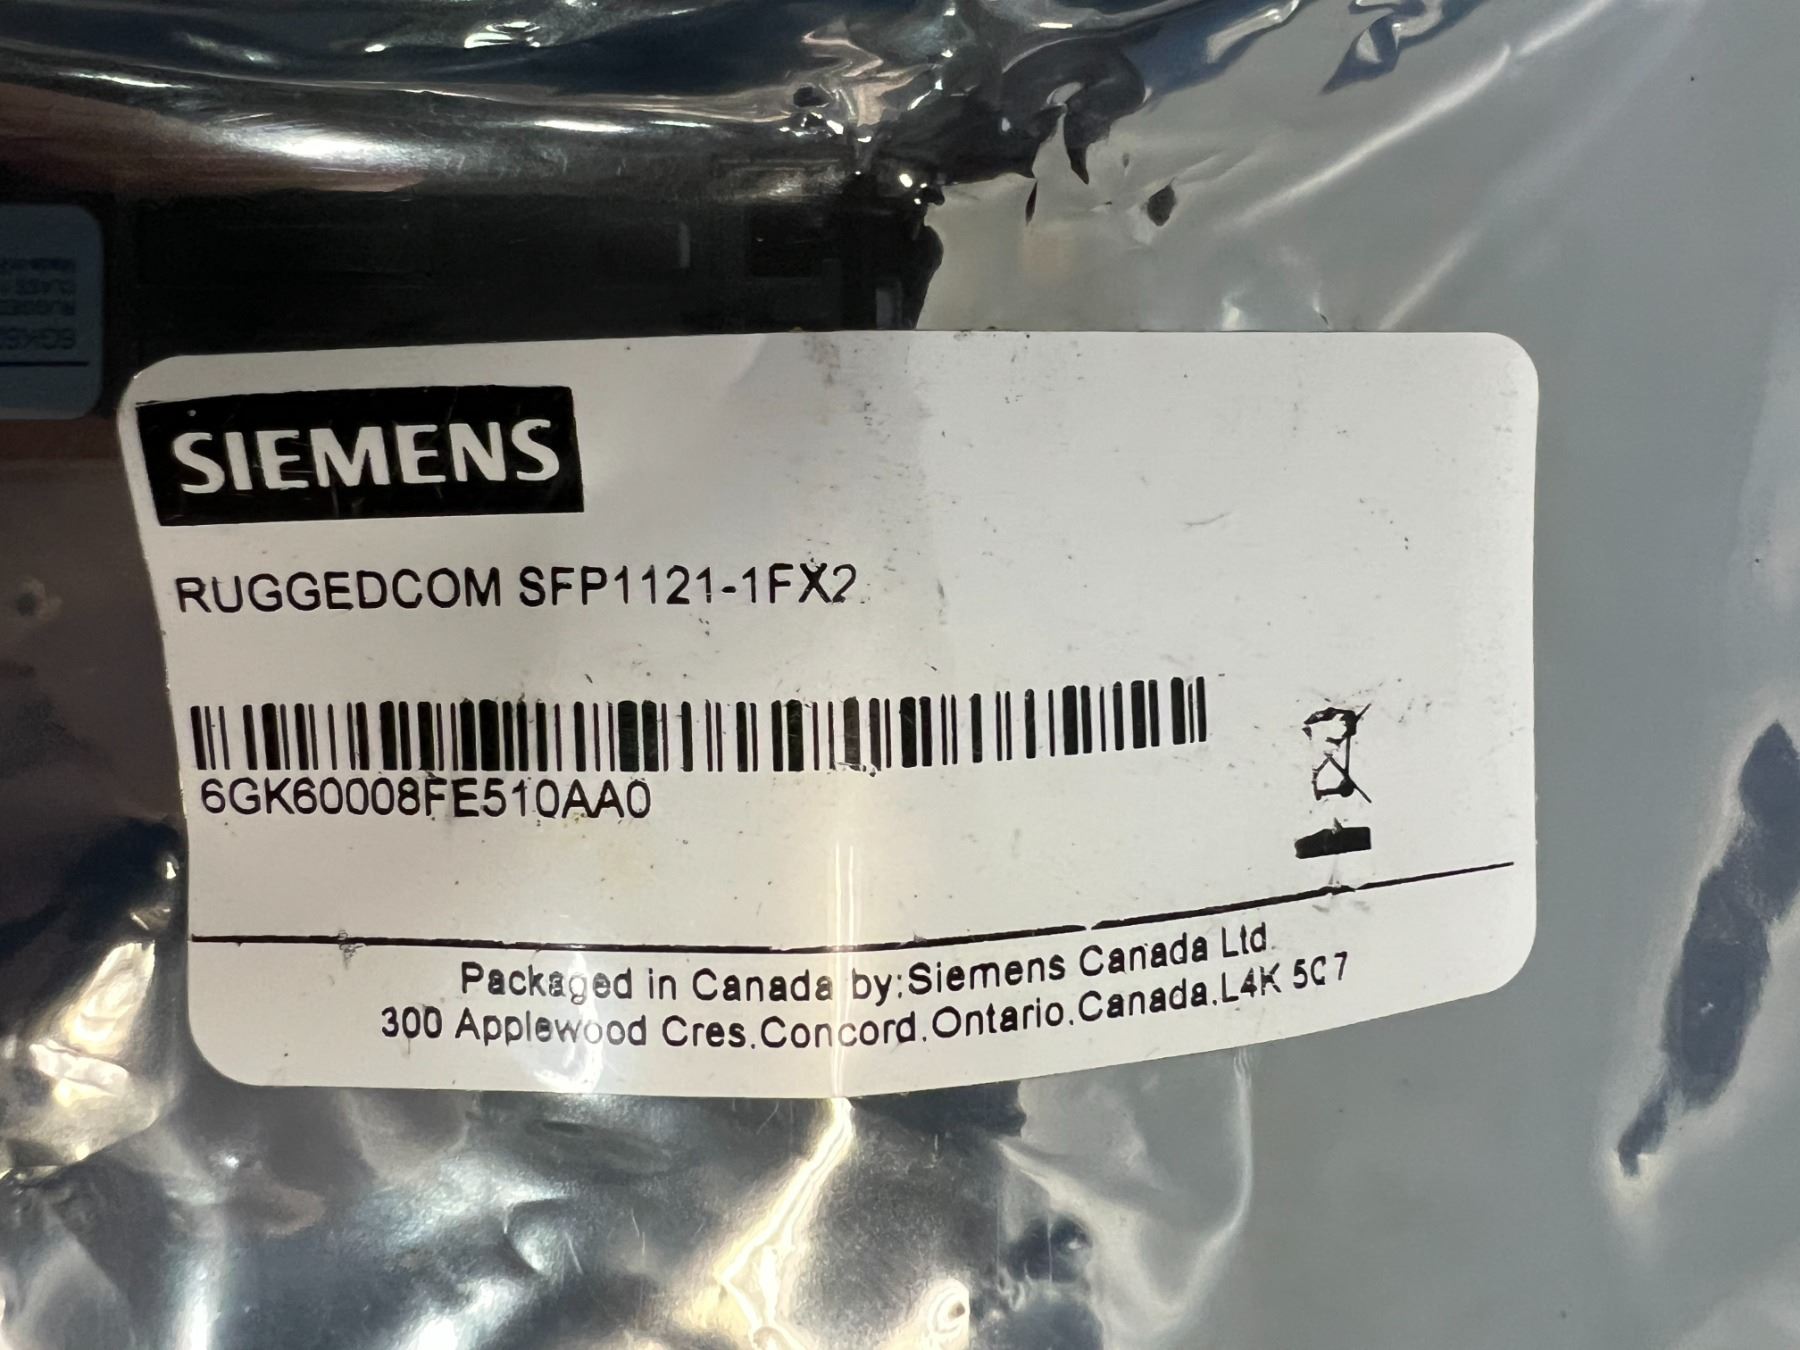 SIEMENS
RUGGEDCOM SFP1121-1FX2
6GK60008FE510AA0
Packaged in Canada by:Siemens Canada Ltd.
300 Applewood Cres.Concord.Ontario.Canada.L4K 5C7